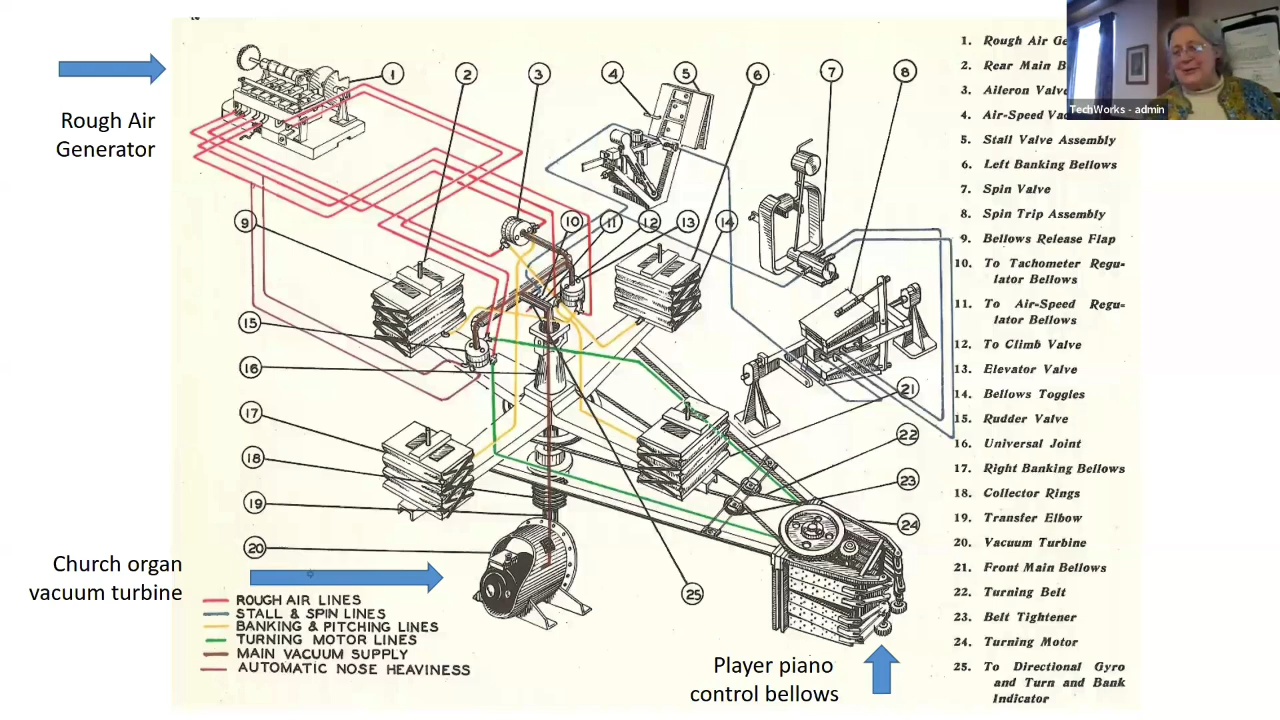 Rough Air
Generator
Church organ
vacuum turbine
Player piano
control bellows
1
2
3
4
5
6
7
8
9
10
11
12
13
14
15
16
17
18
19
20
21
22
23
24
25
ROUGH AIR LINES
STALL & SPIN LINES
BANKING & PITCHING LINES
TURNING MOTOR LINES
MAIN VACUUM SUPPLY
AUTOMATIC NOSE HEAVINESS
1. Rough Air
2. Rear Main
3. Aileron
4. Air-Speed
5. Stall Valve Assembly
6. Left Banking Bellows
7. Spin Valve
8. Spin Trip Assembly
9. Bellows Release Flap
10. To Tachometer Regu-
lator Bellows
11. To Air-Speed Regu-
lator Bellows
12. To Climb Valve
13. Elevator Valve
14. Bellows Toggles
15. Rudder Valve
16. Universal Joint
17. Right Banking Bellows
18. Collector Rings
19. Transfer Elbow
20. Vacuum Turbine
21. Front Main Bellows
22. Turning Belt
23. Belt Tightener
24. Turning Motor
25. To Directional Gyro
and Turn and Bank
Indicator
TechWorks - admin